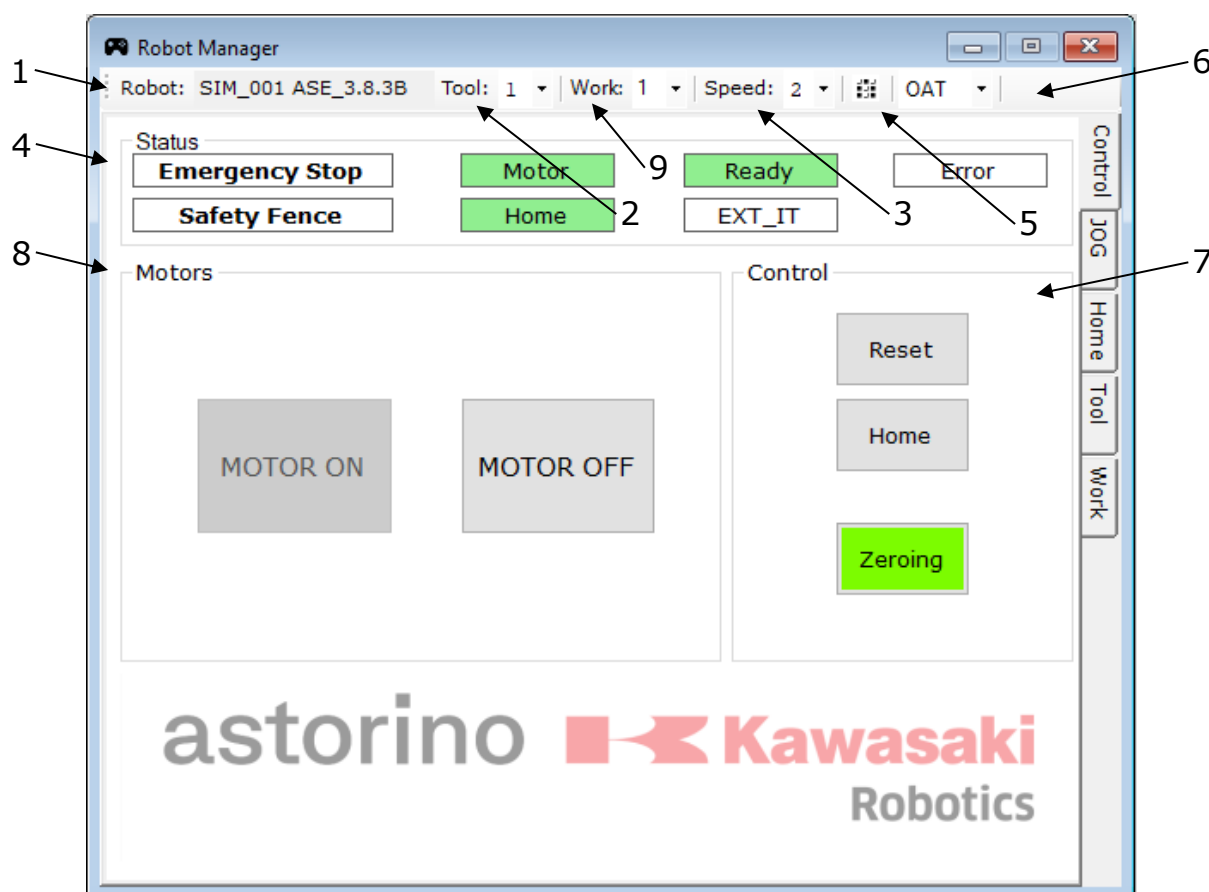 Robot Manager
1
Robot: SIM_001 ASE_3.8.3B Tool: 1 Work: 1 Speed: 2 OAT
6
4
Status
Emergency Stop Motor Ready Error
9
Safety Fence Home EXT_IT
2
3
5
8
Motors
Control
7
Reset
Home
MOTOR ON MOTOR OFF
Zeroing
Control
JOG
Home
Tool
Work
astorino Kawasaki
Robotics